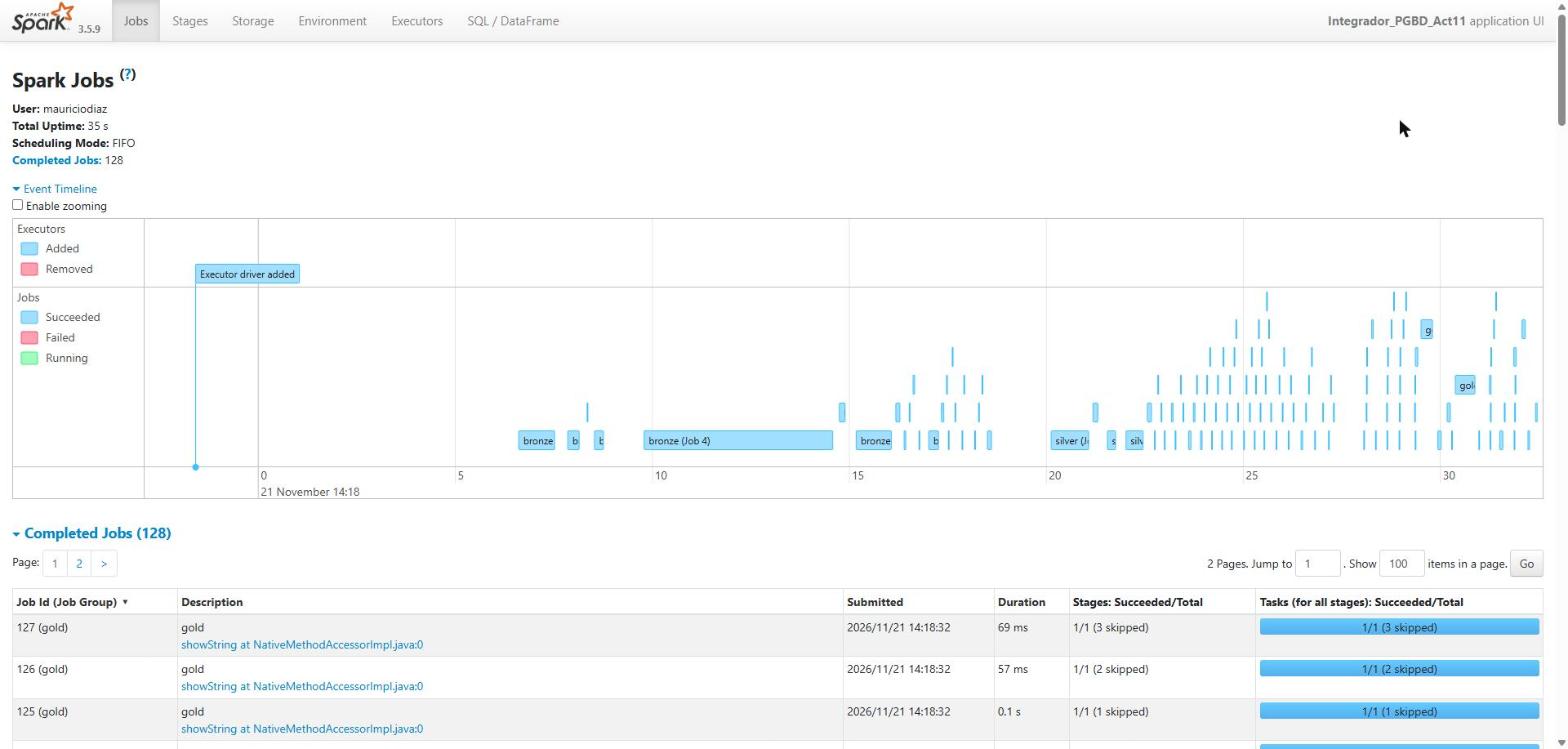 APACHE
Spark 3.5.9 Jobs Stages Storage Environment Executors SQL / DataFrame Integrador_PGBD_Act11 application UI
Spark Jobs (?)
User: mauriciodiaz
Total Uptime: 35 s
Scheduling Mode: FIFO
Completed Jobs: 128
Event Timeline
Enable zooming
Executors
Added
Removed
Executor driver added
Jobs
Succeeded
Failed
Running
g
gol
bronze b b bronze (Job 4) bronze b silver (J s silv
0 5 10 15 20 25 30
21 November 14:18
Completed Jobs (128)
Page: 1 2 > 2 Pages. Jump to 1 . Show 100 items in a page. Go
Job Id (Job Group) ▾ Description Submitted Duration Stages: Succeeded/Total Tasks (for all stages): Succeeded/Total
127 (gold) gold 2026/11/21 14:18:32 69 ms 1/1 (3 skipped) 1/1 (3 skipped)
showString at NativeMethodAccessorImpl.java:0
126 (gold) gold 2026/11/21 14:18:32 57 ms 1/1 (2 skipped) 1/1 (2 skipped)
showString at NativeMethodAccessorImpl.java:0
125 (gold) gold 2026/11/21 14:18:32 0.1 s 1/1 (1 skipped) 1/1 (1 skipped)
showString at NativeMethodAccessorImpl.java:0